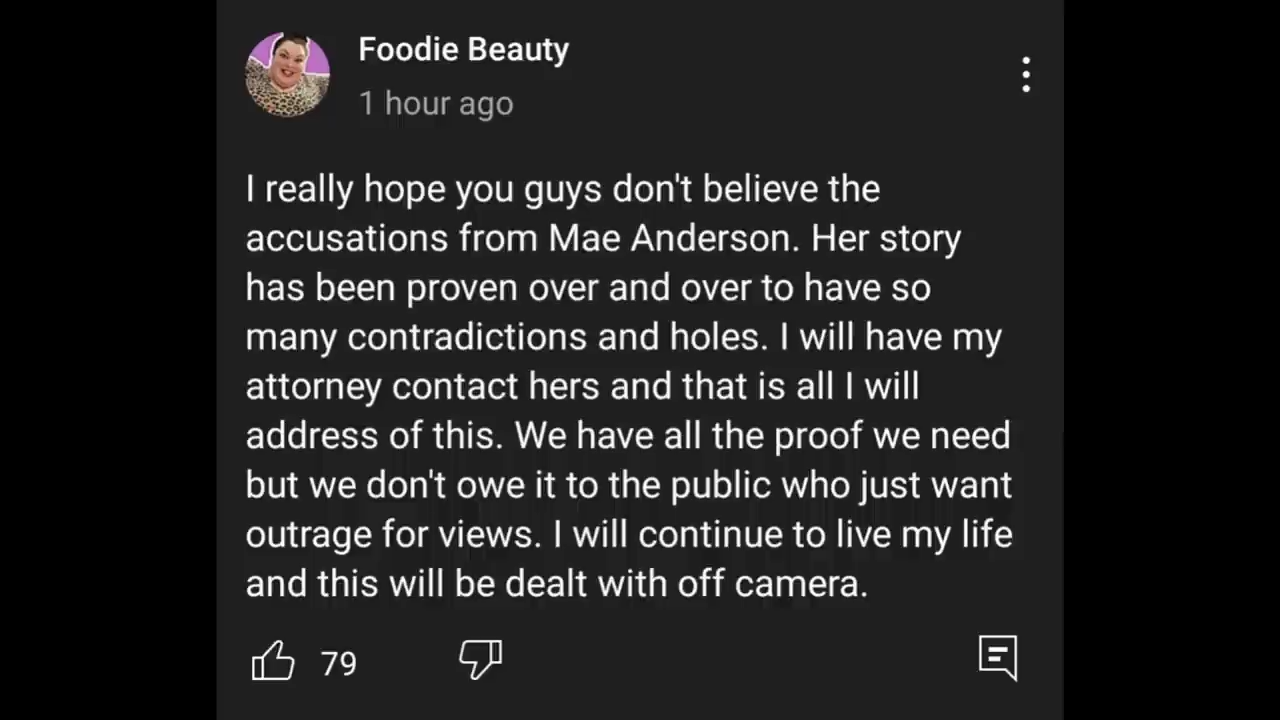 Foodie Beauty
1 hour ago
I really hope you guys don't believe the
accusations from Mae Anderson. Her story
has been proven over and over to have so
many contradictions and holes. I will have my
attorney contact hers and that is all I will
address of this. We have all the proof we need
but we don't owe it to the public who just want
outrage for views. I will continue to live my life
and this will be dealt with off camera.
79